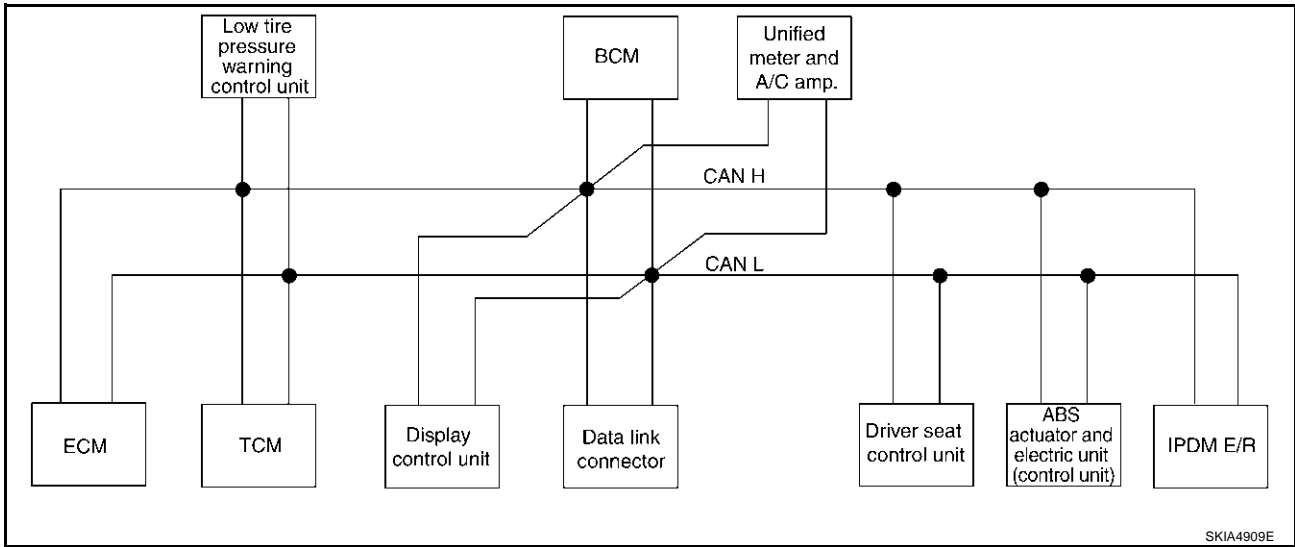 Low tire
pressure
warning
control unit
BCM
Unified
meter and
A/C amp.
CAN H
CAN L
ECM
TCM
Display
control unit
Data link
connector
Driver seat
control unit
ABS
actuator and
electric unit
(control unit)
IPDM E/R
SKIA4909E